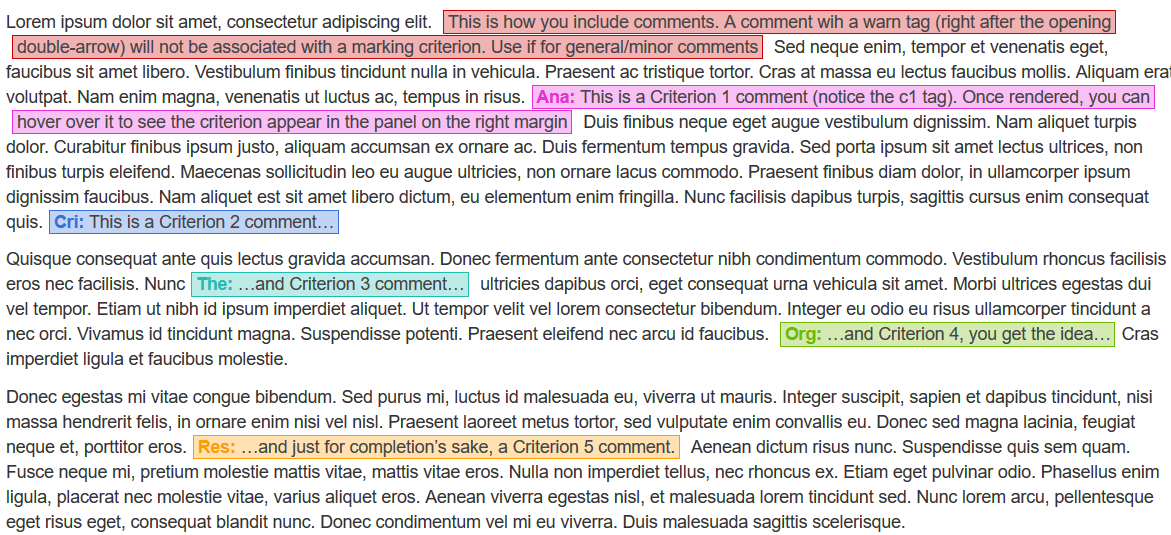 Lorem ipsum dolor sit amet, consectetur adipiscing elit. This is how you include comments. A comment wih a warn tag (right after the opening
double-arrow) will not be associated with a marking criterion. Use if for general/minor comments Sed neque enim, tempor et venenatis eget,
faucibus sit amet libero. Vestibulum finibus tincidunt nulla in vehicula. Praesent ac tristique tortor. Cras at massa eu lectus faucibus mollis. Aliquam erat
volutpat. Nam enim magna, venenatis ut luctus ac, tempus in risus. Ana: This is a Criterion 1 comment (notice the c1 tag). Once rendered, you can
hover over it to see the criterion appear in the panel on the right margin Duis finibus neque eget augue vestibulum dignissim. Nam aliquet turpis
dolor. Curabitur finibus ipsum justo, aliquam accumsan ex ornare ac. Duis fermentum tempus gravida. Sed porta ipsum sit amet lectus ultrices, non
finibus turpis eleifend. Maecenas sollicitudin leo eu augue ultricies, non ornare lacus commodo. Praesent finibus diam dolor, in ullamcorper ipsum
dignissim faucibus. Nam aliquet est sit amet libero dictum, eu elementum enim fringilla. Nunc facilisis dapibus turpis, sagittis cursus enim consequat
quis. Cri: This is a Criterion 2 comment…
Quisque consequat ante quis lectus gravida accumsan. Donec fermentum ante consectetur nibh condimentum commodo. Vestibulum rhoncus facilisis
eros nec facilisis. Nunc The: …and Criterion 3 comment… ultricies dapibus orci, eget consequat urna vehicula sit amet. Morbi ultrices egestas dui
vel tempor. Etiam ut nibh id ipsum imperdiet aliquet. Ut tempor velit vel lorem consectetur bibendum. Integer eu odio eu risus ullamcorper tincidunt a
nec orci. Vivamus id tincidunt magna. Suspendisse potenti. Praesent eleifend nec arcu id faucibus. Org: …and Criterion 4, you get the idea… Cras
imperdiet ligula et faucibus molestie.
Donec egestas mi vitae congue bibendum. Sed purus mi, luctus id malesuada eu, viverra ut mauris. Integer suscipit, sapien et dapibus tincidunt, nisi
massa hendrerit felis, in ornare enim nisi vel nisl. Praesent laoreet metus tortor, sed vulputate enim convallis eu. Donec sed magna lacinia, feugiat
neque et, porttitor eros. Res: …and just for completion’s sake, a Criterion 5 comment. Aenean dictum risus nunc. Suspendisse quis sem quam.
Fusce neque mi, pretium molestie mattis vitae, mattis vitae eros. Nulla non imperdiet tellus, nec rhoncus ex. Etiam eget pulvinar odio. Phasellus enim
ligula, placerat nec molestie vitae, varius aliquet eros. Aenean viverra egestas nisl, et malesuada lorem tincidunt sed. Nunc lorem arcu, pellentesque
eget risus eget, consequat blandit nunc. Donec condimentum vel mi eu viverra. Duis malesuada sagittis scelerisque.